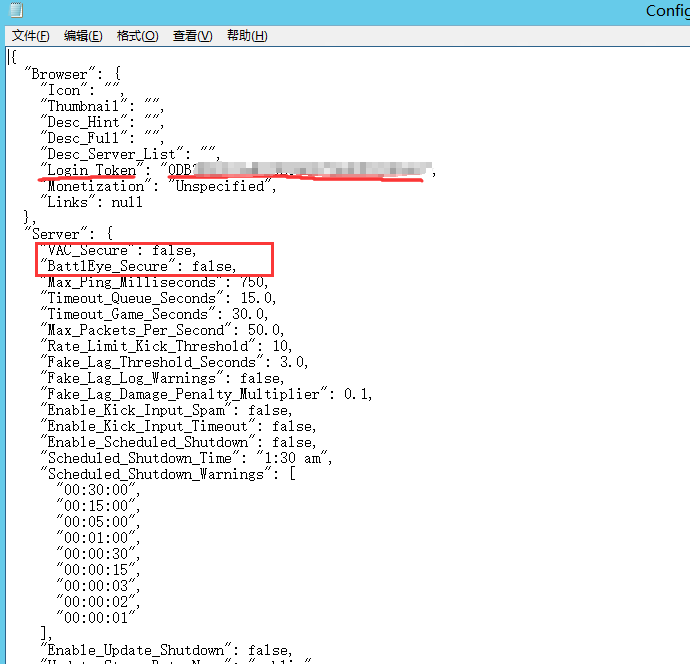 Config
文件(F) 编辑(E) 格式(O) 查看(V) 帮助(H)
{
"Browser": {
"Icon": "",
"Thumbnail": "",
"Desc_Hint": "",
"Desc_Full": "",
"Desc_Server_List": "",
"Login_Token": "0DB
",
"Monetization": "Unspecified",
"Links": null
},
"Server": {
"VAC_Secure": false,
"BattlEye_Secure": false,
"Max_Ping_Milliseconds": 750,
"Timeout_Queue_Seconds": 15.0,
"Timeout_Game_Seconds": 30.0,
"Max_Packets_Per_Second": 50.0,
"Rate_Limit_Kick_Threshold": 10,
"Fake_Lag_Threshold_Seconds": 3.0,
"Fake_Lag_Log_Warnings": false,
"Fake_Lag_Damage_Penalty_Multiplier": 0.1,
"Enable_Kick_Input_Spam": false,
"Enable_Kick_Input_Timeout": false,
"Enable_Scheduled_Shutdown": false,
"Scheduled_Shutdown_Time": "1:30 am",
"Scheduled_Shutdown_Warnings": [
"00:30:00",
"00:15:00",
"00:05:00",
"00:01:00",
"00:00:30",
"00:00:15",
"00:00:03",
"00:00:02",
"00:00:01"
],
"Enable_Update_Shutdown": false,